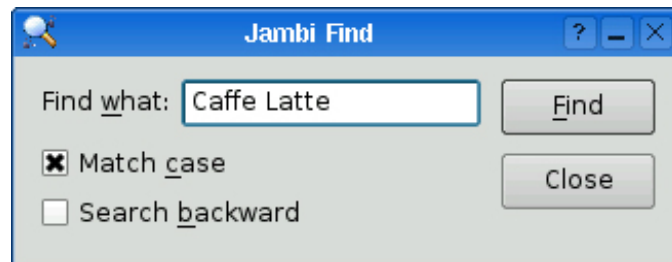 Jambi Find
?
Find what: Caffe Latte
Find
Match case
Close
Search backward